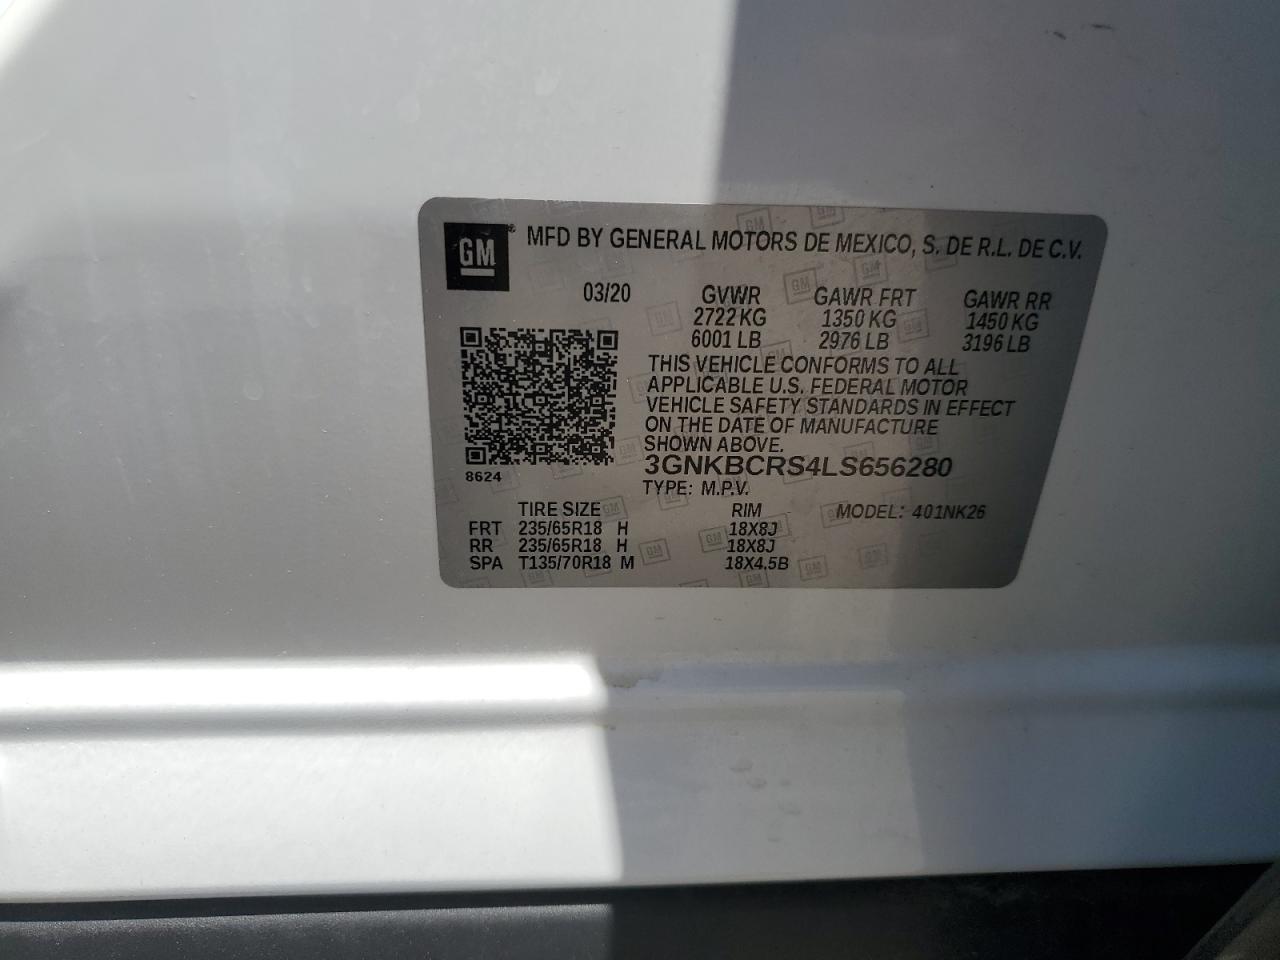 GM® MFD BY GENERAL MOTORS DE MEXICO, S. DE R.L. DE C.V.
03/20 GVWR GAWR FRT GAWR RR
2722 KG 1350 KG 1450 KG
6001 LB 2976 LB 3196 LB
THIS VEHICLE CONFORMS TO ALL
APPLICABLE U.S. FEDERAL MOTOR
VEHICLE SAFETY STANDARDS IN EFFECT
ON THE DATE OF MANUFACTURE
SHOWN ABOVE.
3GNKBCRS4LS656280
8624 TYPE: M.P.V.
TIRE SIZE RIM MODEL: 401NK26
FRT 235/65R18 H 18X8J
RR 235/65R18 H 18X8J
SPA T135/70R18 M 18X4.5B